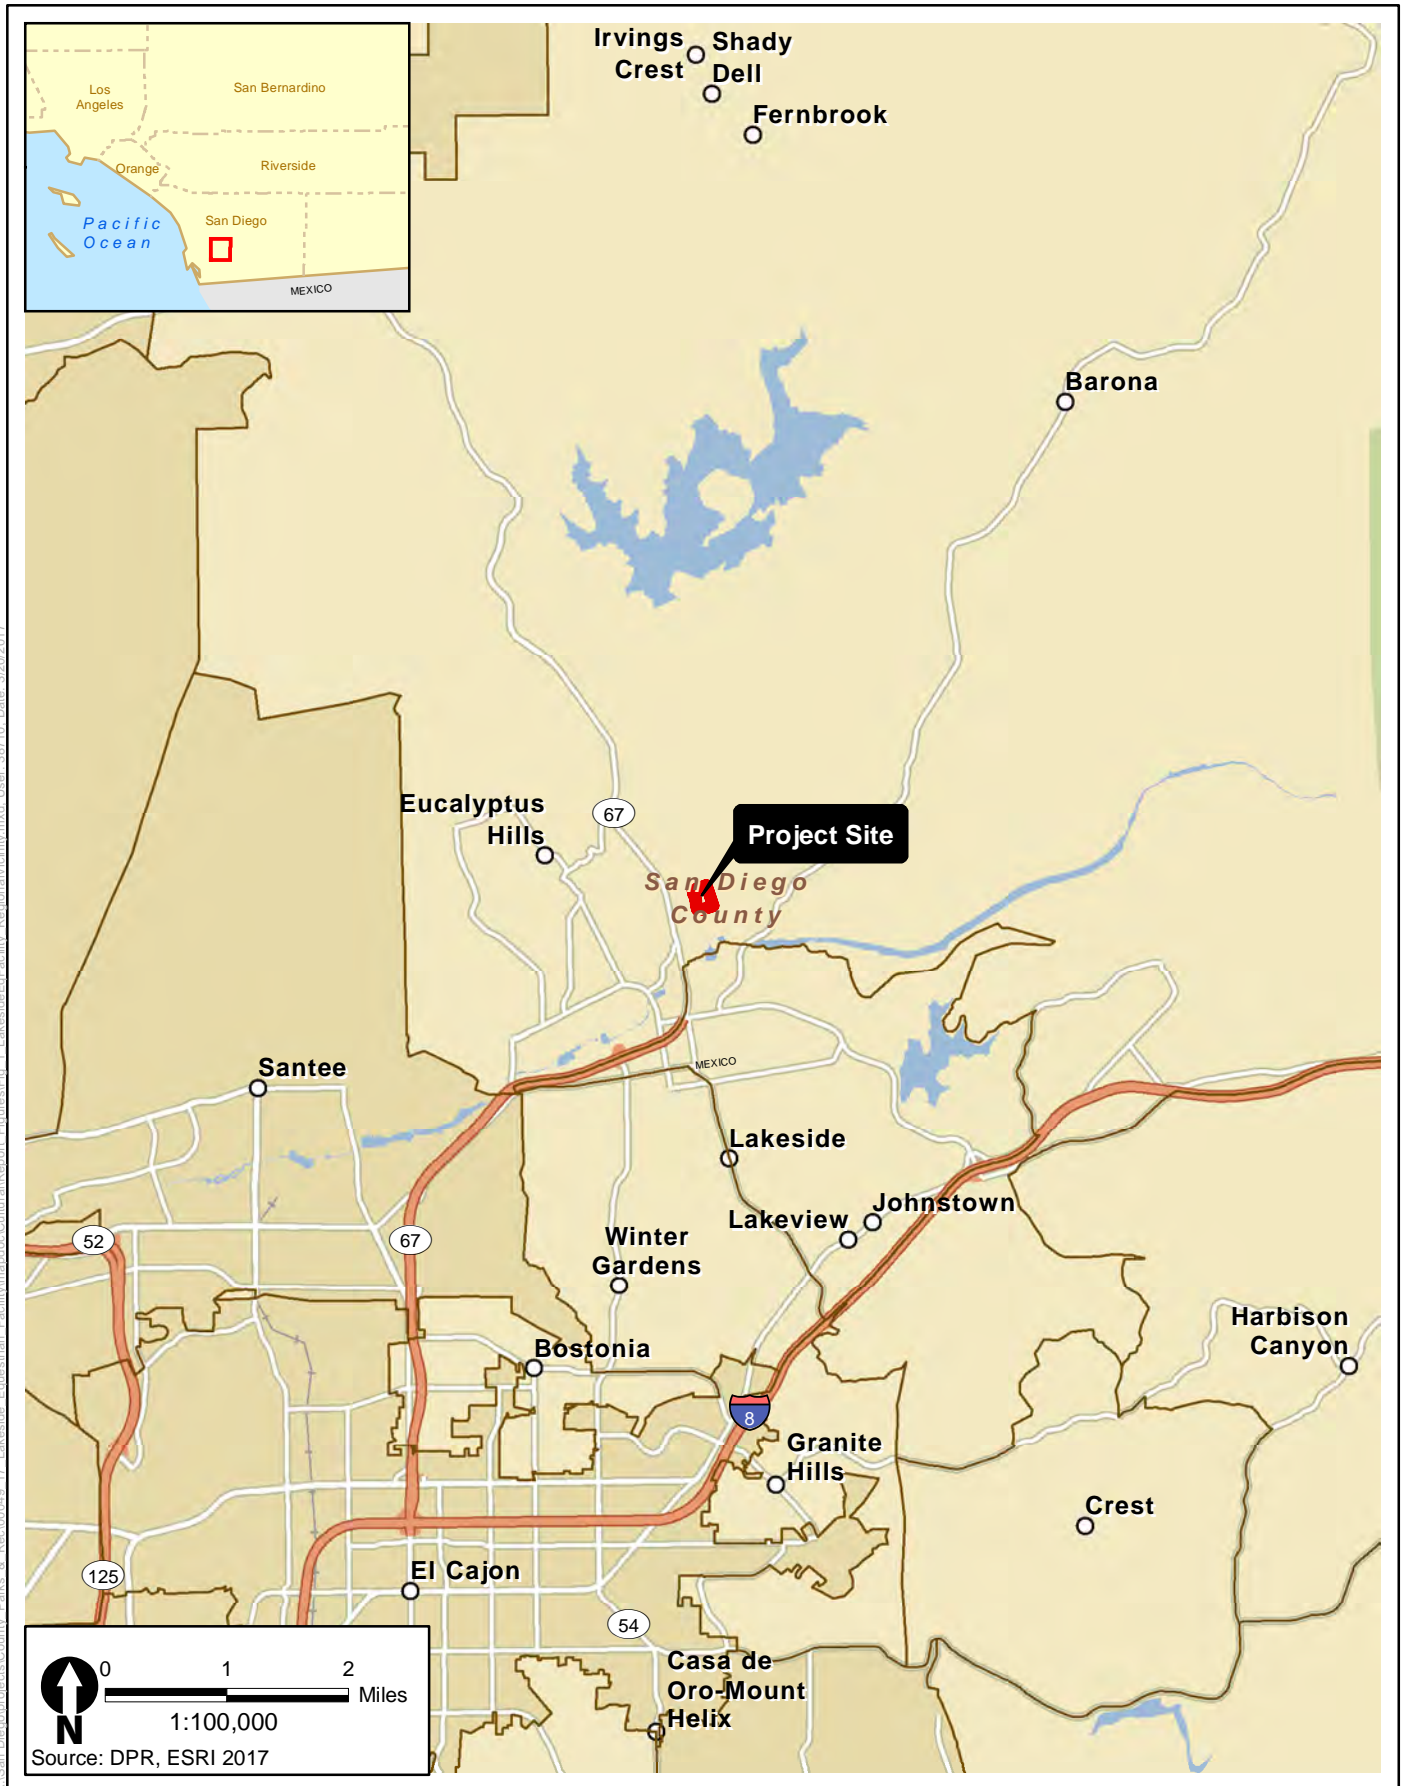 Los
Angeles
San Bernardino
Orange
Riverside
San Diego
Pacific
Ocean
MEXICO
Irvings
Crest
Shady
Dell
Fernbrook
Barona
Eucalyptus
Hills
67
Project Site
San Diego
County
MEXICO
Santee
Lakeside
Johnstown
Lakeview
52
67
Winter
Gardens
Harbison
Canyon
Bostonia
8
Granite
Hills
Crest
125
El Cajon
54
Casa de
Oro-Mount
Helix
0 1 2
Miles
1:100,000
N
Source: DPR, ESRI 2017